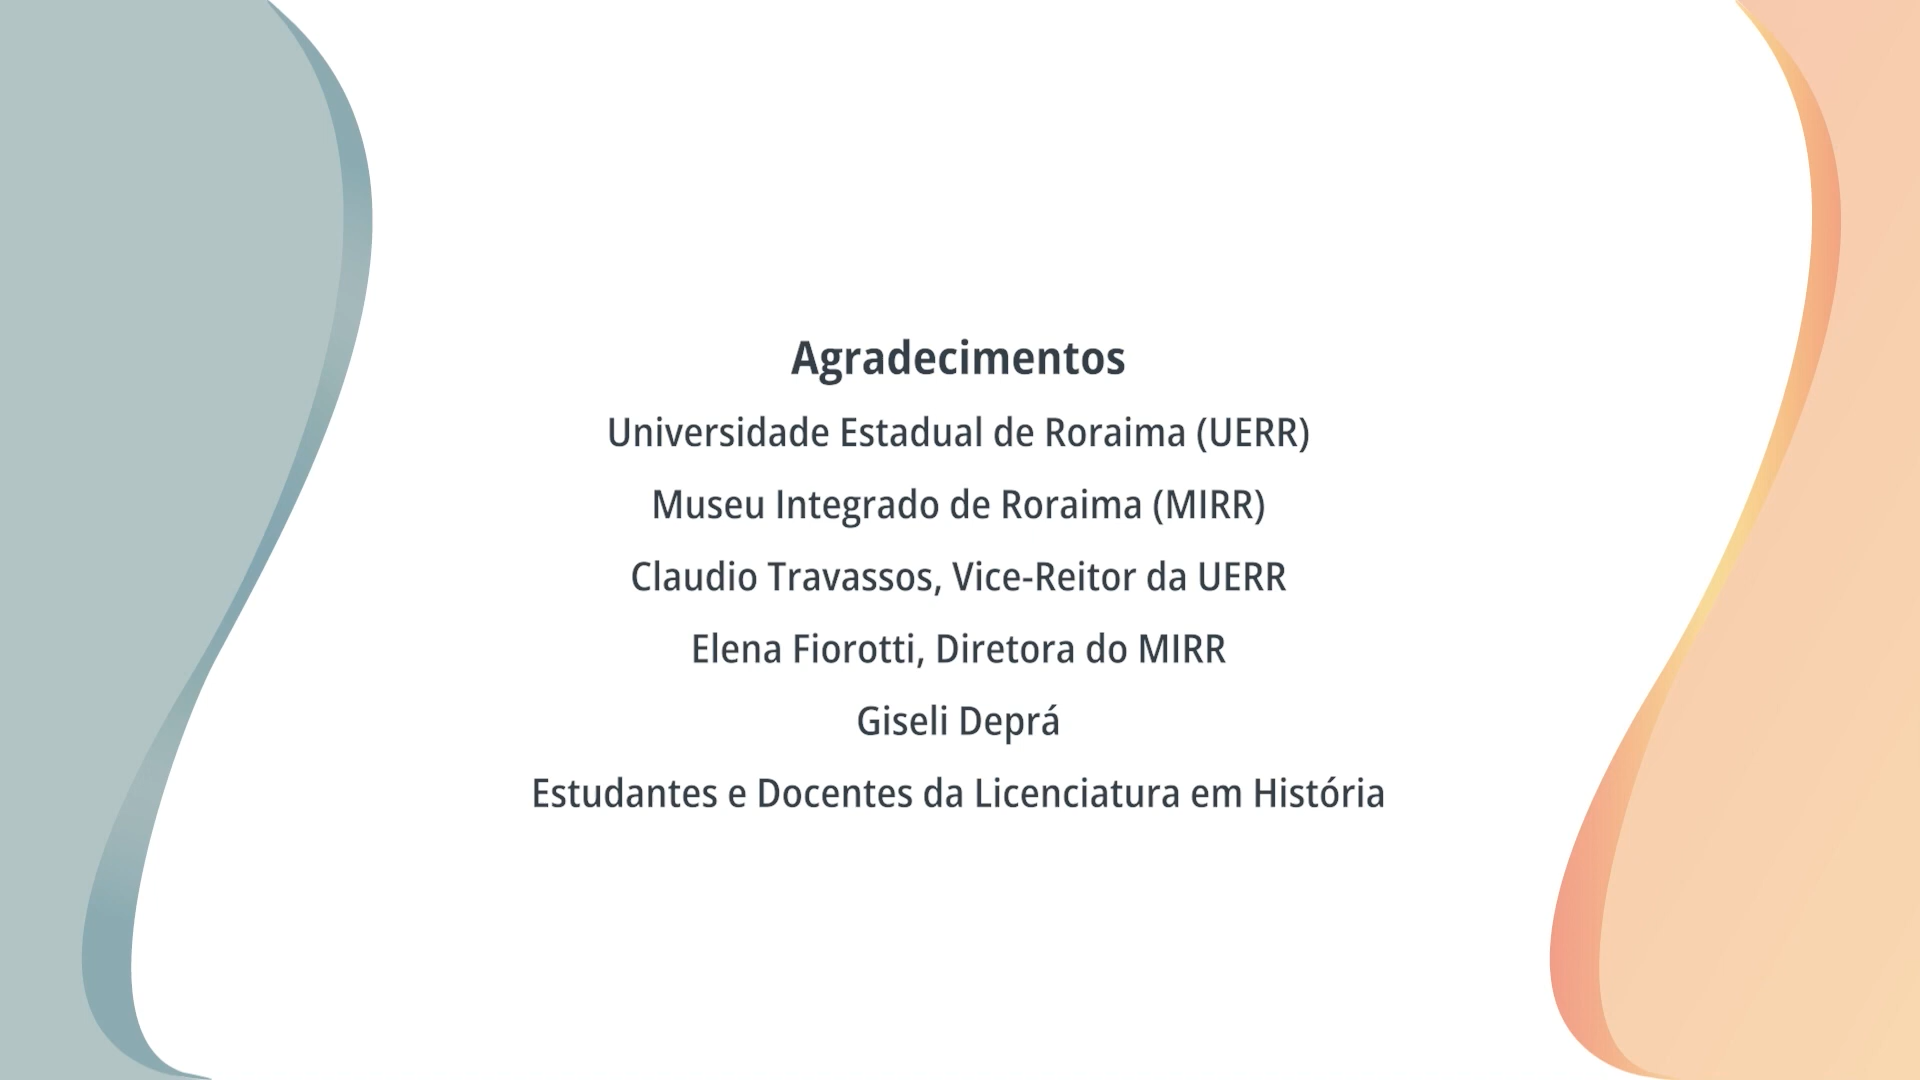 Agradecimentos
Universidade Estadual de Roraima (UERR)
Museu Integrado de Roraima (MIRR)
Claudio Travassos, Vice-Reitor da UERR
Elena Fiorotti, Diretora do MIRR
Giseli Deprá
Estudantes e Docentes da Licenciatura em História